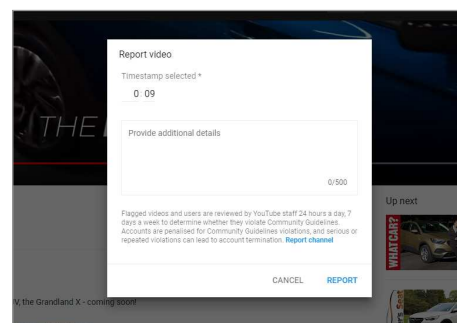 Report video
Timestamp selected *
0:09
THE
Provide additional details
0/500
Up next
Flagged videos and users are reviewed by YouTube staff 24 hours a day, 7
days a week to determine whether they violate Community Guidelines.
Accounts are penalised for Community Guidelines violations, and serious or
repeated violations can lead to account termination. Report channel
WHAT CAR?
CANCEL REPORT
V, the Grandland X - coming soon!